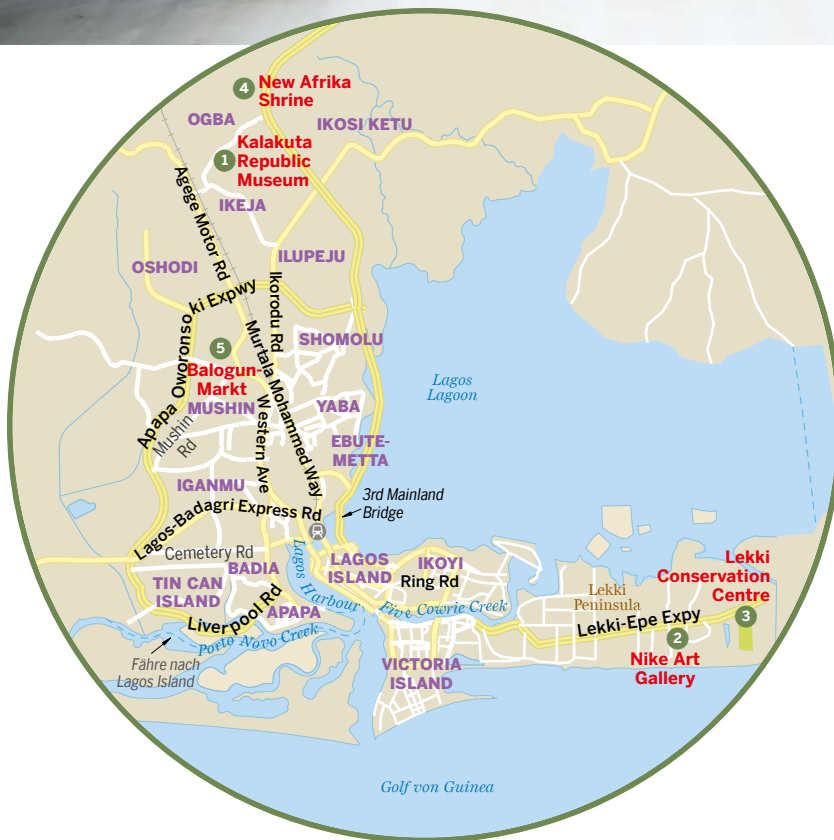 4 New Afrika
Shrine
OGBA
IKOSI KETU
1 Kalakuta
Republic
Museum
Agege Motor Rd
IKEJA
ILUPEJU
OSHODI
Ikorodu Rd
Apapa Oworonsoki Expwy
5
Balogun-
Markt
SHOMOLU
Murtala Mohammed Way
Lagos
Lagoon
MUSHIN
Western Ave
YABA
Mushin
Rd
EBUTE-
METTA
IGANMU
3rd Mainland
Bridge
Lagos-Badagri Express Rd
Cemetery Rd
BADIA
LAGOS
ISLAND
IKOYI
Ring Rd
Lagos Harbour
Five Cowrie Creek
TIN CAN
ISLAND
Liverpool Rd
APAPA
Porto Novo Creek
Fähre nach
Lagos Island
Lekki
Conservation
Centre
3
Lekki
Peninsula
Lekki-Epe Expy
2
Nike Art
Gallery
VICTORIA
ISLAND
Golf von Guinea